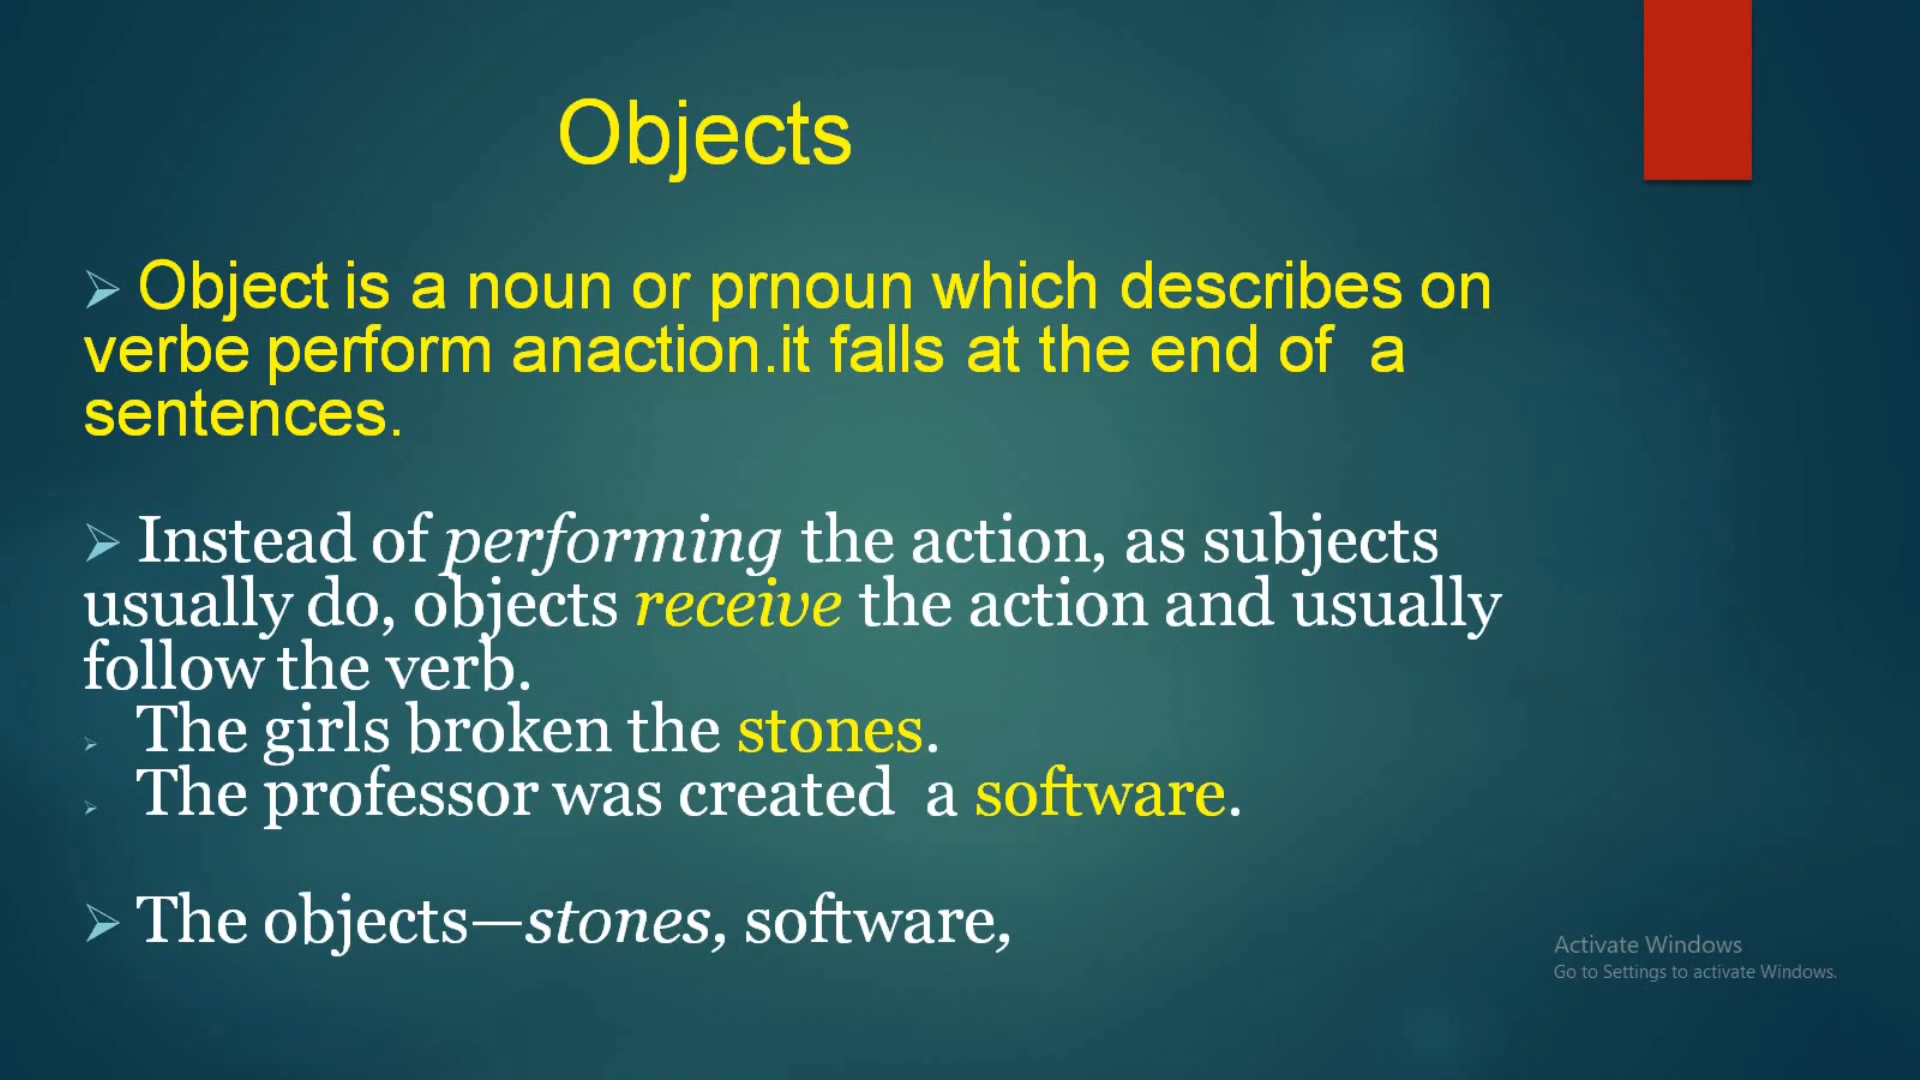 Objects
➢ Object is a noun or prnoun which describes on
verbe perform anaction.it falls at the end of a
sentences.
➢ Instead of performing the action, as subjects
usually do, objects receive the action and usually
follow the verb.
➢ The girls broken the stones.
➢ The professor was created a software.
➢ The objects—stones, software,
Activate Windows
Go to Settings to activate Windows.